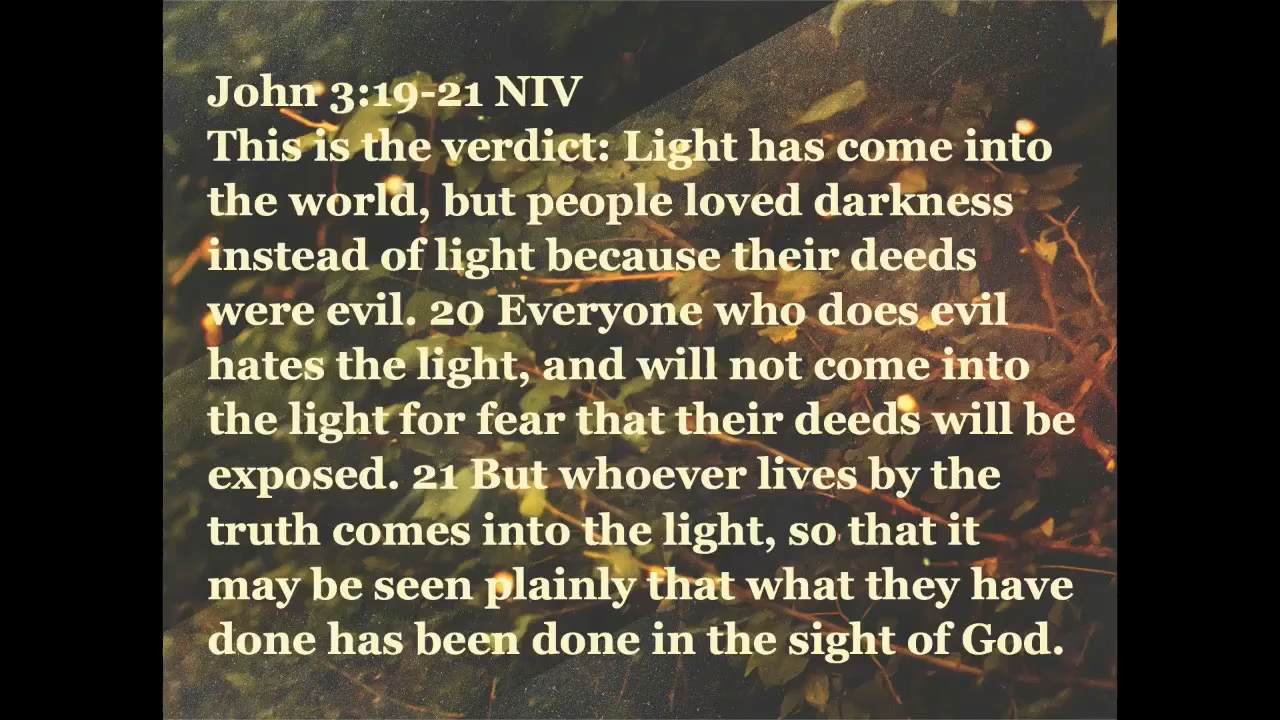 John 3:19-21 NIV
This is the verdict: Light has come into
the world, but people loved darkness
instead of light because their deeds
were evil. 20 Everyone who does evil
hates the light, and will not come into
the light for fear that their deeds will be
exposed. 21 But whoever lives by the
truth comes into the light, so that it
may be seen plainly that what they have
done has been done in the sight of God.